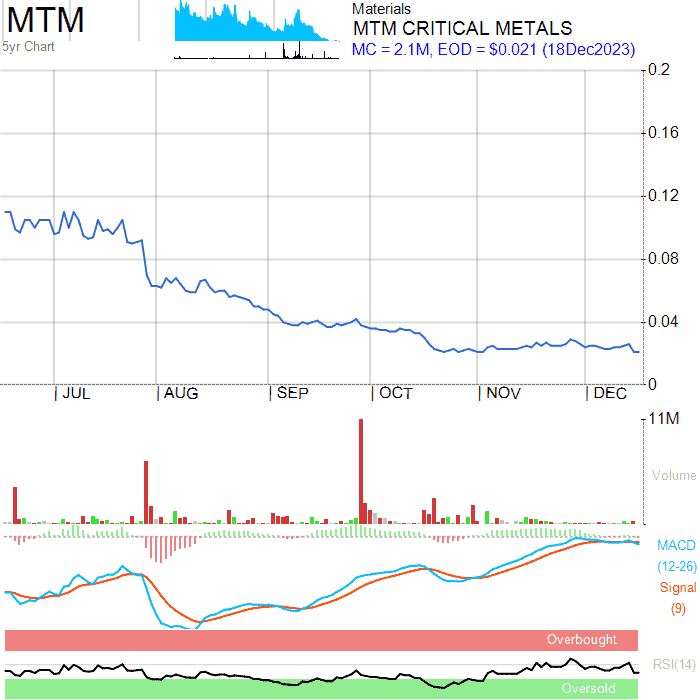 MTM
5yr Chart
Materials
MTM CRITICAL METALS
MC = 2.1M, EOD = $0.021 (18Dec2023)
0.2
0.16
0.12
0.08
0.04
0
JUL AUG SEP OCT NOV DEC
11M
Volume
MACD
(12-26)
Signal
(9)
Overbought
RSI(14)
Oversold